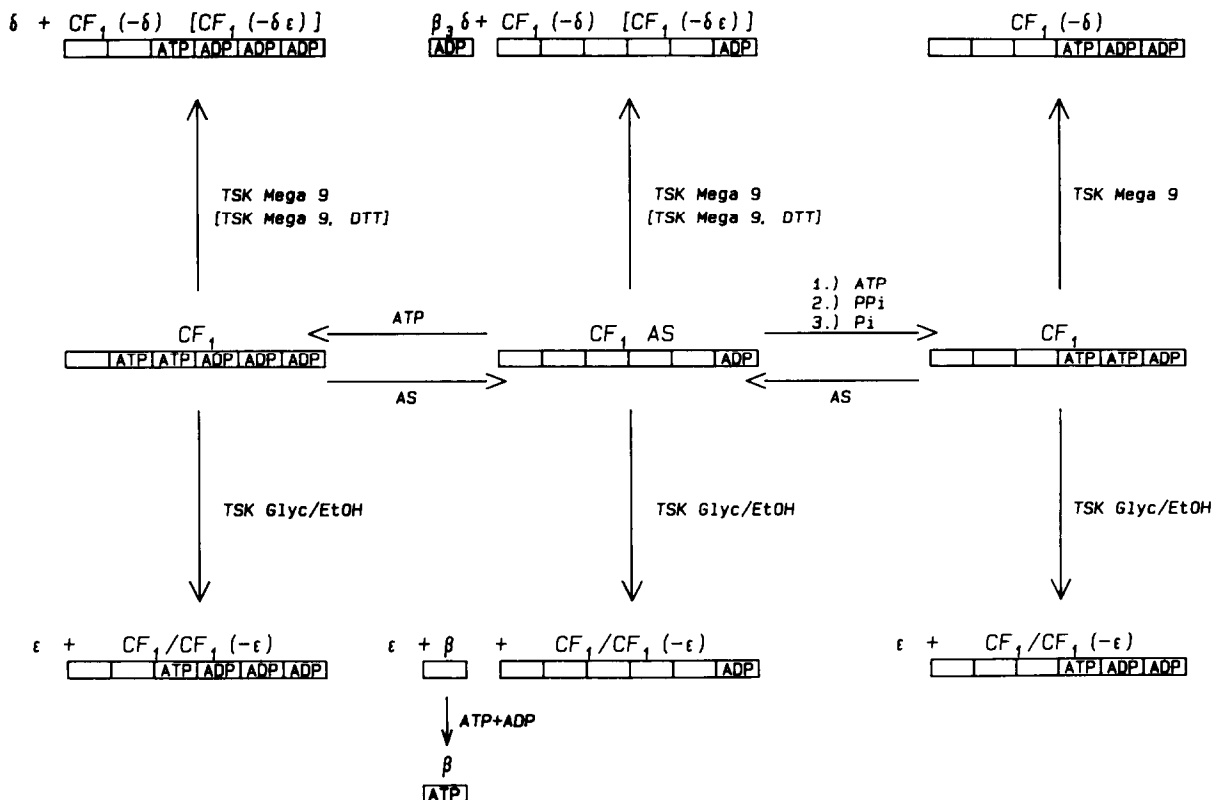 δ + CF₁ (-δ) [CF₁ (-δ ε)]
ATP ADP ADP ADP
β₃ δ + CF₁ (-δ) [CF₁ (-δ ε)]
ADP ADP
CF₁ (-δ)
ATP ADP ADP
TSK Mega 9
[TSK Mega 9, DTT]
TSK Mega 9
[TSK Mega 9, DTT]
TSK Mega 9
CF₁
ATP ATP ADP ADP ADP
ATP
AS
CF₁ AS
ADP
1.) ATP
2.) PPi
3.) Pi
AS
CF₁
ATP ATP ADP
TSK Glyc/EtOH
TSK Glyc/EtOH
TSK Glyc/EtOH
ε + CF₁/CF₁ (-ε)
ATP ADP ADP ADP
ε + β + CF₁/CF₁ (-ε)
ADP
ε + CF₁/CF₁ (-ε)
ATP ADP ADP
ATP+ADP
β
ATP